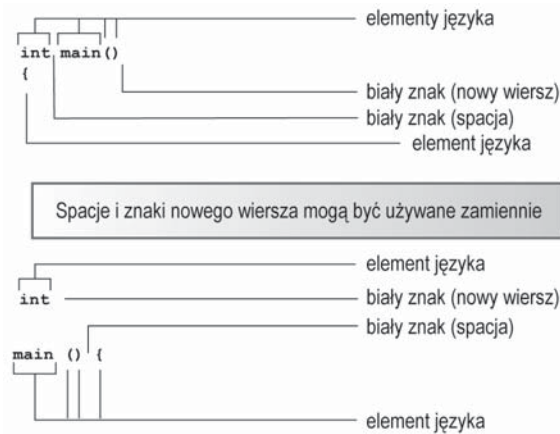 elementy języka
int main()
{
biały znak (nowy wiersz)
biały znak (spacja)
element języka
Spacje i znaki nowego wiersza mogą być używane zamiennie
element języka
int
biały znak (nowy wiersz)
biały znak (spacja)
main () {
element języka